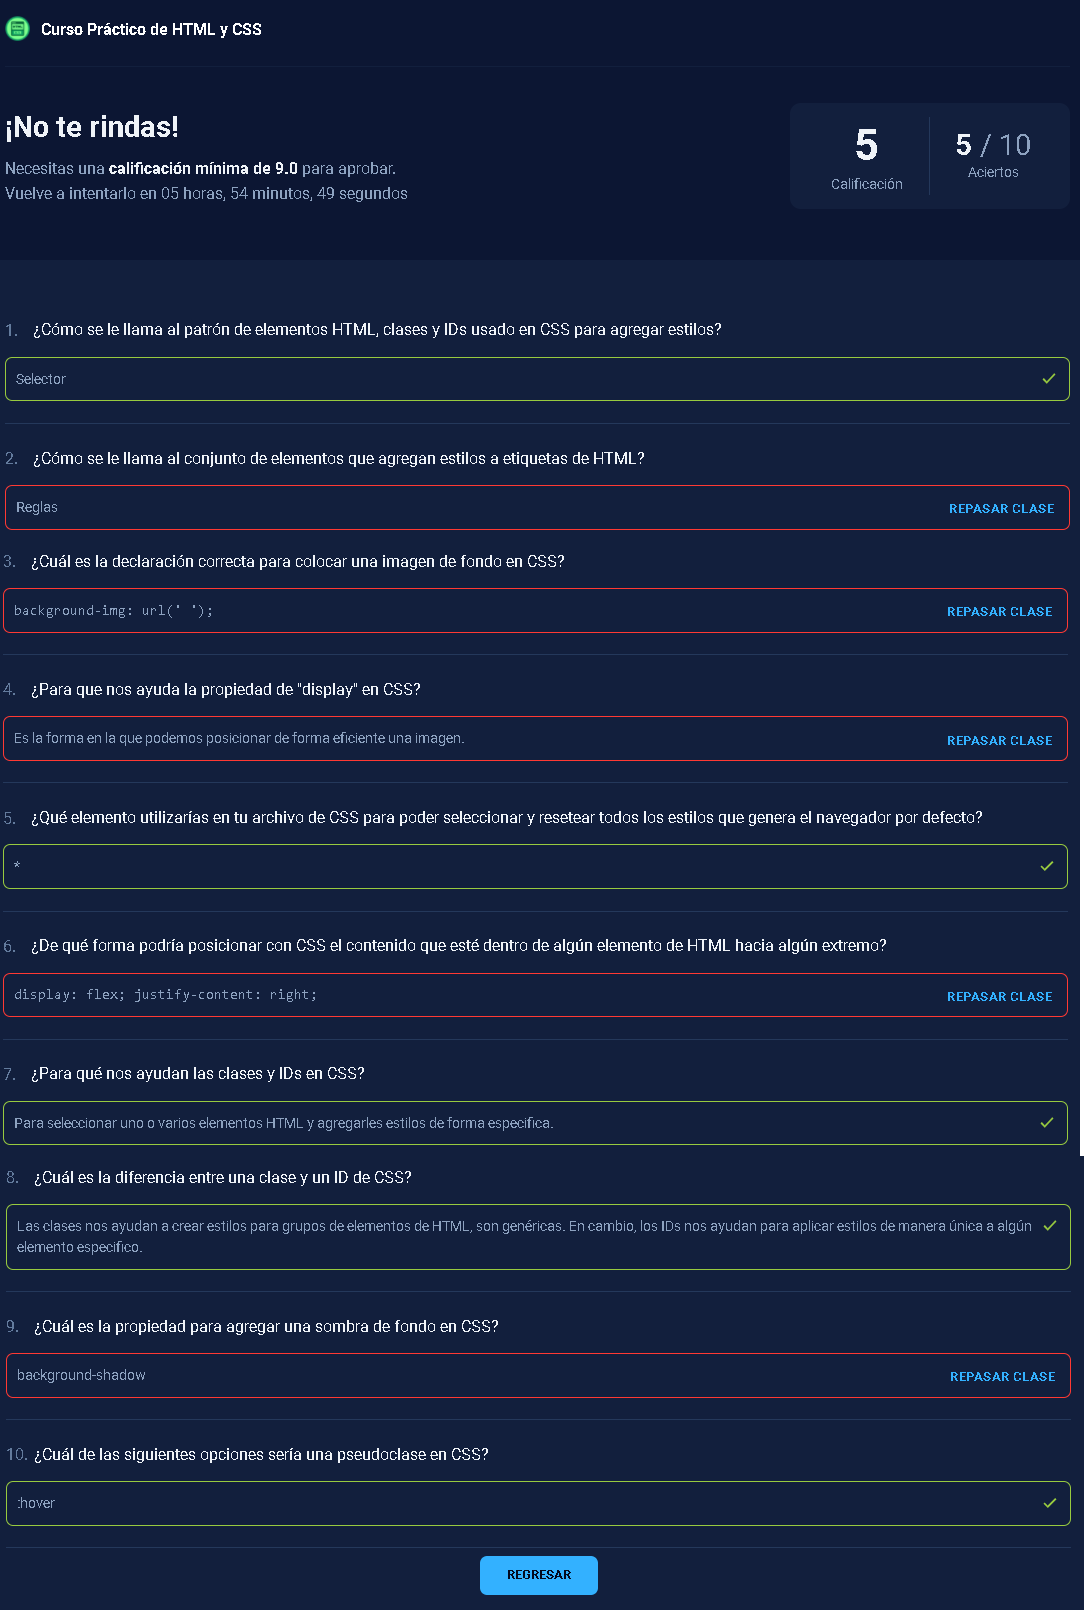 Curso Práctico de HTML y CSS
¡No te rindas!
Necesitas una calificación mínima de 9.0 para aprobar.
Vuelve a intentarlo en 05 horas, 54 minutos, 49 segundos
5
Calificación
5 / 10
Aciertos
1. ¿Cómo se le llama al patrón de elementos HTML, clases y IDs usado en CSS para agregar estilos?
Selector
2. ¿Cómo se le llama al conjunto de elementos que agregan estilos a etiquetas de HTML?
Reglas REPASAR CLASE
3. ¿Cuál es la declaración correcta para colocar una imagen de fondo en CSS?
background-img: url(' '); REPASAR CLASE
4. ¿Para que nos ayuda la propiedad de "display" en CSS?
Es la forma en la que podemos posicionar de forma eficiente una imagen. REPASAR CLASE
5. ¿Qué elemento utilizarías en tu archivo de CSS para poder seleccionar y resetear todos los estilos que genera el navegador por defecto?
*
6. ¿De qué forma podría posicionar con CSS el contenido que esté dentro de algún elemento de HTML hacia algún extremo?
display: flex; justify-content: right; REPASAR CLASE
7. ¿Para qué nos ayudan las clases y IDs en CSS?
Para seleccionar uno o varios elementos HTML y agregarles estilos de forma especifica.
8. ¿Cuál es la diferencia entre una clase y un ID de CSS?
Las clases nos ayudan a crear estilos para grupos de elementos de HTML, son genéricas. En cambio, los IDs nos ayudan para aplicar estilos de manera única a algún
elemento especifico.
9. ¿Cuál es la propiedad para agregar una sombra de fondo en CSS?
background-shadow REPASAR CLASE
10. ¿Cuál de las siguientes opciones sería una pseudoclase en CSS?
:hover
REGRESAR